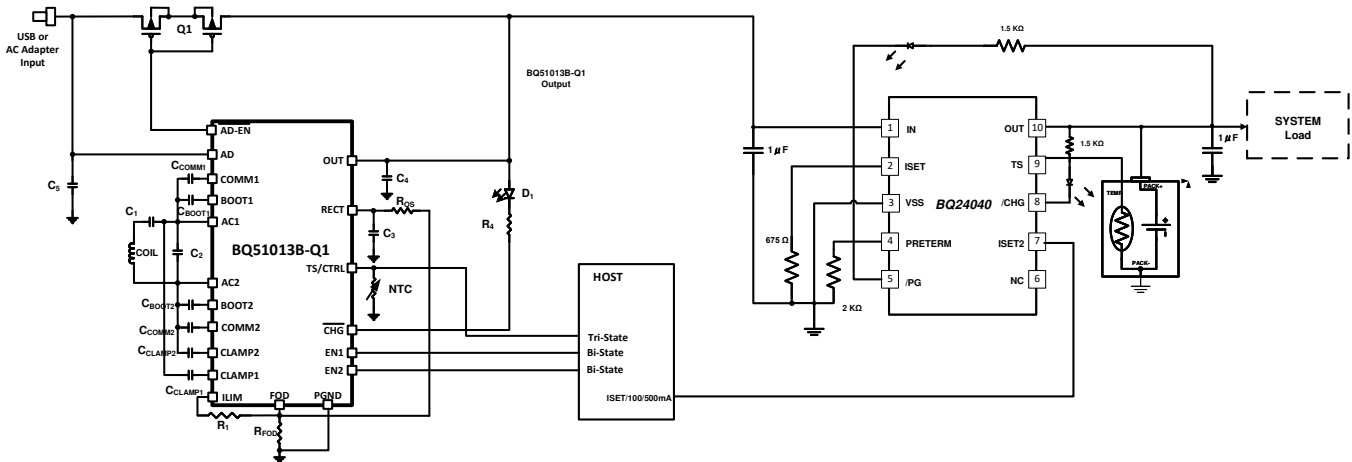 USB or
AC Adapter
Input
Q1
BQ51013B-Q1
Output
1.5 KΩ
AD-EN
AD
COMM1
BOOT1
AC1
AC2
BOOT2
COMM2
CLAMP2
CLAMP1
ILIM
FOD
PGND
OUT
RECT
TS/CTRL
CHG
EN1
EN2
BQ51013B-Q1
C5
CCOMM1
CBOOT1
C1
COIL
C2
CBOOT2
CCOMM2
CCLAMP2
CCLAMP1
R1
RFOD
C4
D1
ROS
R4
C3
NTC
HOST
Tri-State
Bi-State
Bi-State
ISET/100/500mA
1 µF
675 Ω
2 KΩ
1 IN
2 ISET
3 VSS
4 PRETERM
5 /PG
BQ24040
OUT 10
TS 9
/CHG 8
ISET2 7
NC 6
1.5 KΩ
1 µF
SYSTEM
Load
TEMP
PACK+
PACK-